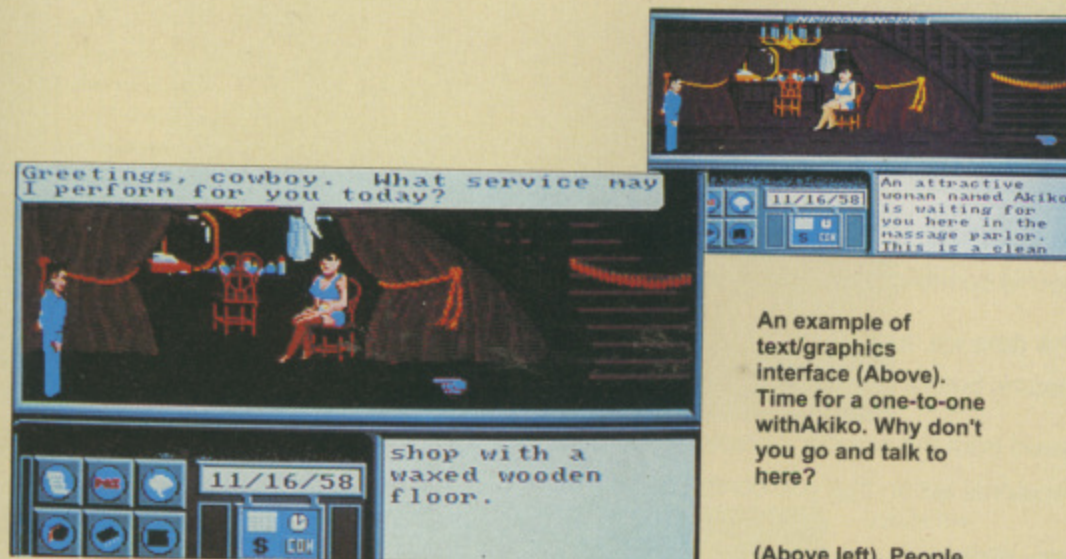 NEUROMANCER
An attractive
woman named Akiko
is waiting for
you here in the
massage parlor.
This is a clean
11/16/58
Greetings, cowboy. What service may
I perform for you today?
PAX
11/16/58
$ COM
shop with a
waxed wooden
floor.
An example of
text/graphics
interface (Above).
Time for a one-to-one
withAkiko. Why don't
you go and talk to
here?
(Above left). People